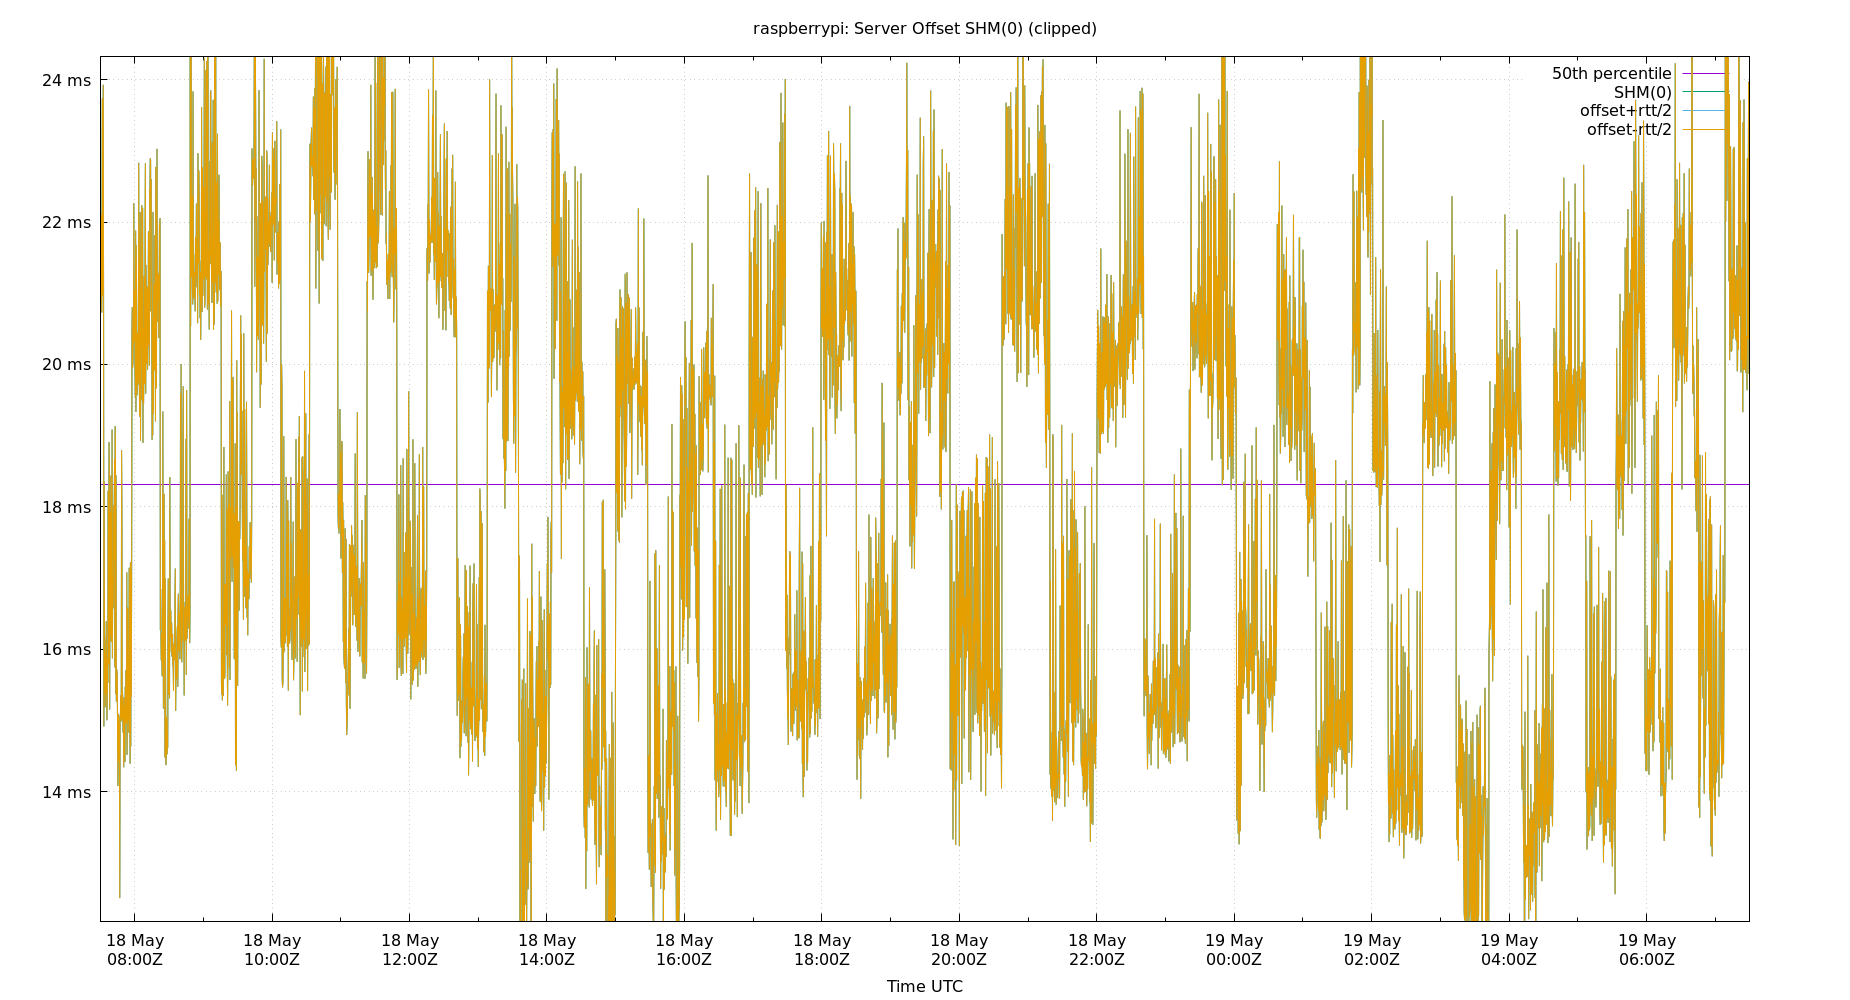 raspberrypi: Server Offset SHM(0) (clipped)
50th percentile
SHM(0)
offset+rtt/2
offset-rtt/2
24 ms
22 ms
20 ms
18 ms
16 ms
14 ms
18 May 18 May 18 May 18 May 18 May 18 May 18 May 18 May 19 May 19 May 19 May 19 May
08:00Z 10:00Z 12:00Z 14:00Z 16:00Z 18:00Z 20:00Z 22:00Z 00:00Z 02:00Z 04:00Z 06:00Z
Time UTC